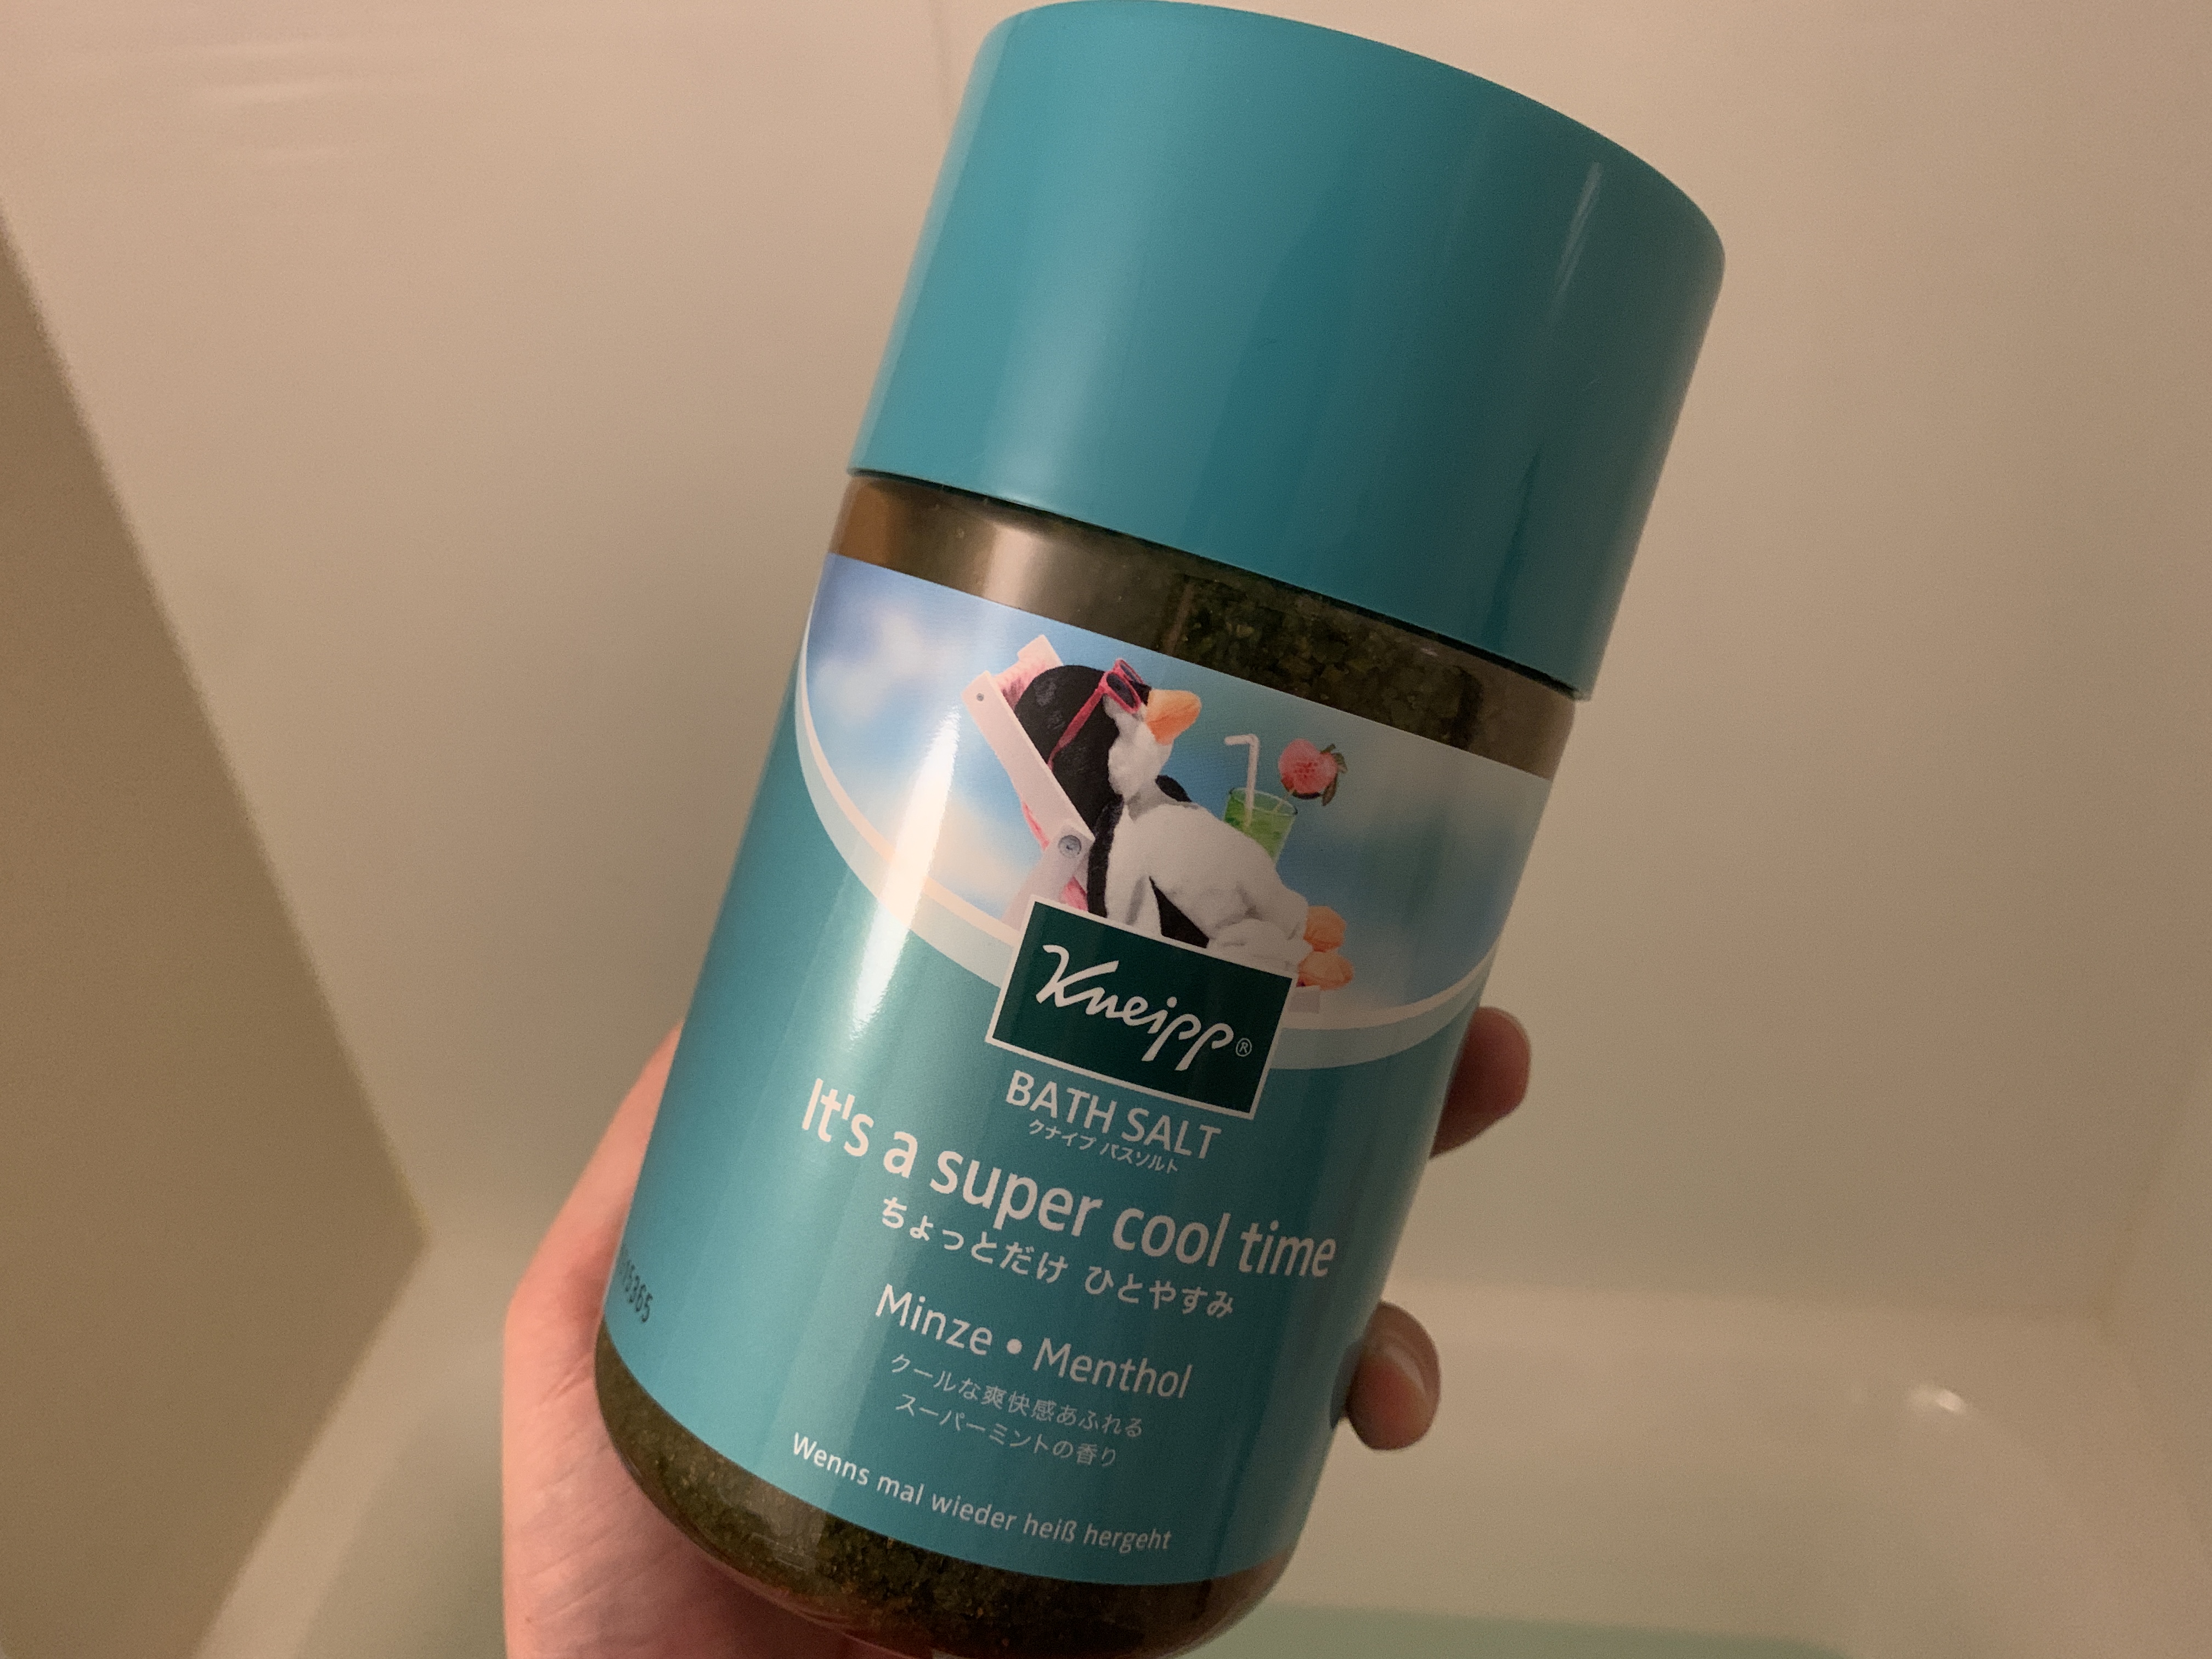 Kneipp®
BATH SALT
クナイプ バスソルト
It's a super cool time
ちょっとだけ ひとやすみ
Minze • Menthol
クールな爽快感あふれる
スーパーミントの香り
Wenns mal wieder heiß hergeht
15365